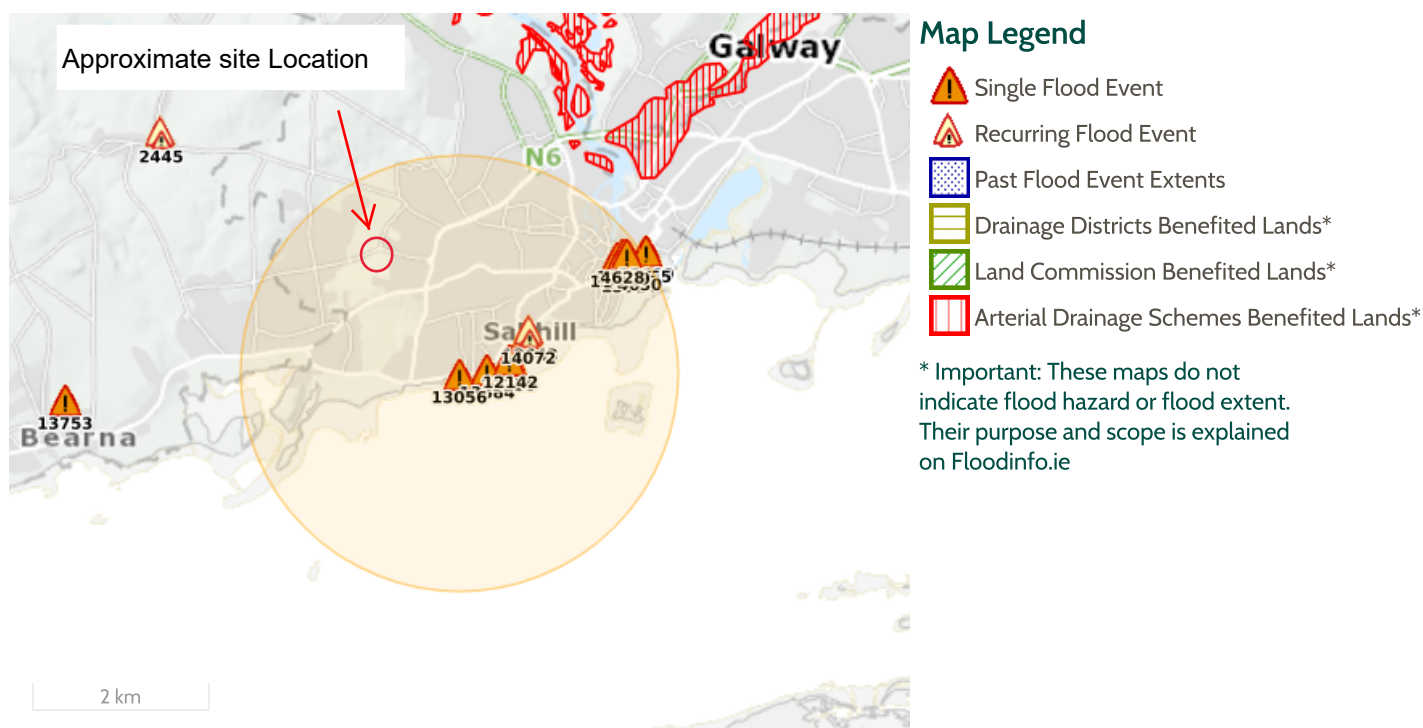 Approximate site Location
Galway
N6
2445
14072
12142
13056
13753
Bearna
2 km
Map Legend
Single Flood Event
Recurring Flood Event
Past Flood Event Extents
Drainage Districts Benefited Lands*
Land Commission Benefited Lands*
Arterial Drainage Schemes Benefited Lands*
* Important: These maps do not
indicate flood hazard or flood extent.
Their purpose and scope is explained
on Floodinfo.ie